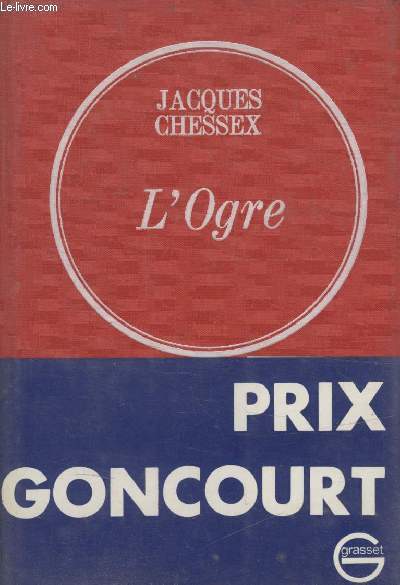 Le-livre.com
JACQUES
CHESSEX
L'Ogre
PRIX
GONCOURT
grasset